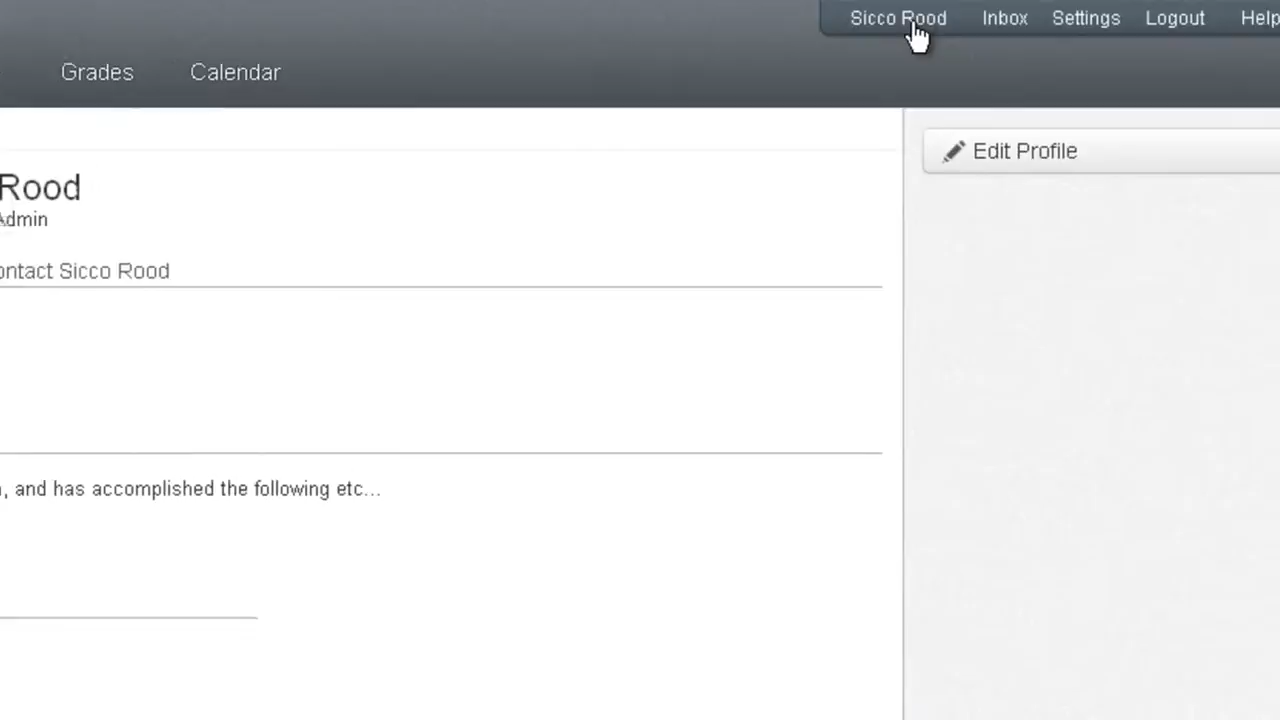 Sicco Rood Inbox Settings Logout Help
Grades Calendar
Edit Profile
Rood
Admin
ontact Sicco Rood
, and has accomplished the following etc...